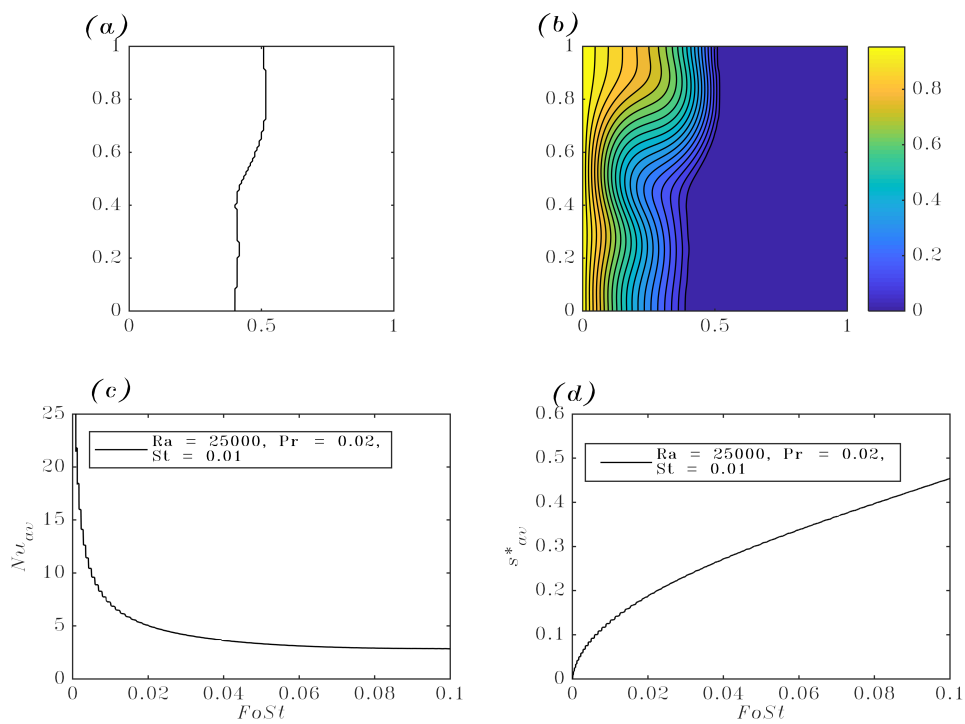 (a)
1
0.8
0.6
0.4
0.2
0
0 0.5 1
(b)
1
0.8
0.6
0.4
0.2
0
0 0.5 1
0.8
0.6
0.4
0.2
0
(c)
25
20
15
10
5
0
Nu_av
Ra = 25000, Pr = 0.02,
St = 0.01
0 0.02 0.04 0.06 0.08 0.1
FoSt
(d)
0.6
0.5
0.4
0.3
0.2
0.1
0
s*_av
Ra = 25000, Pr = 0.02,
St = 0.01
0 0.02 0.04 0.06 0.08 0.1
FoSt